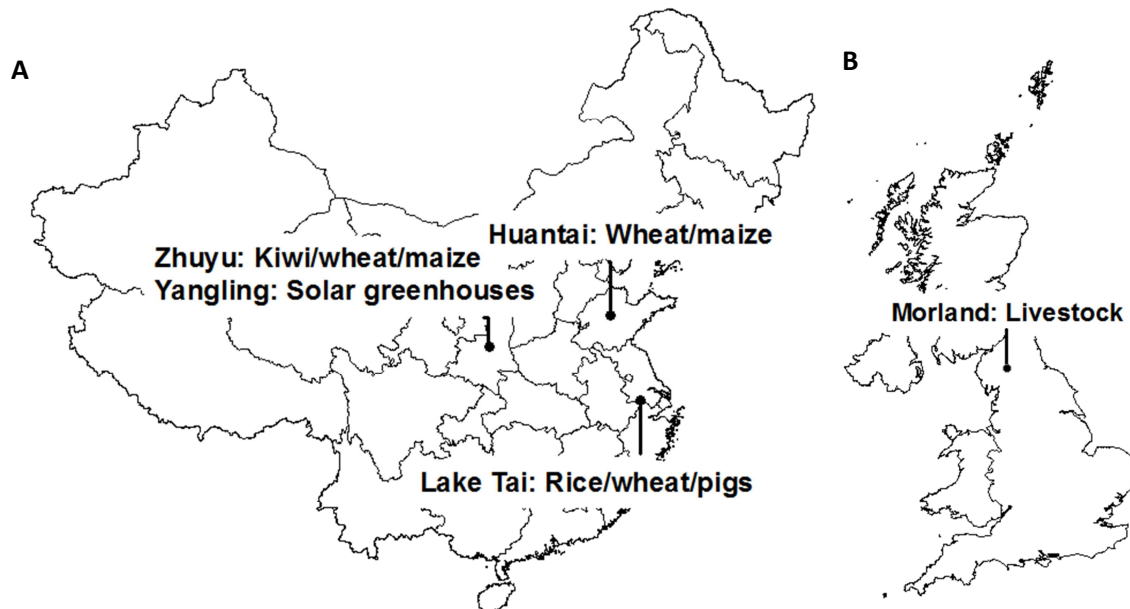 A
B
Huantai: Wheat/maize
Zhuyu: Kiwi/wheat/maize
Yangling: Solar greenhouses
Morland: Livestock
Lake Tai: Rice/wheat/pigs